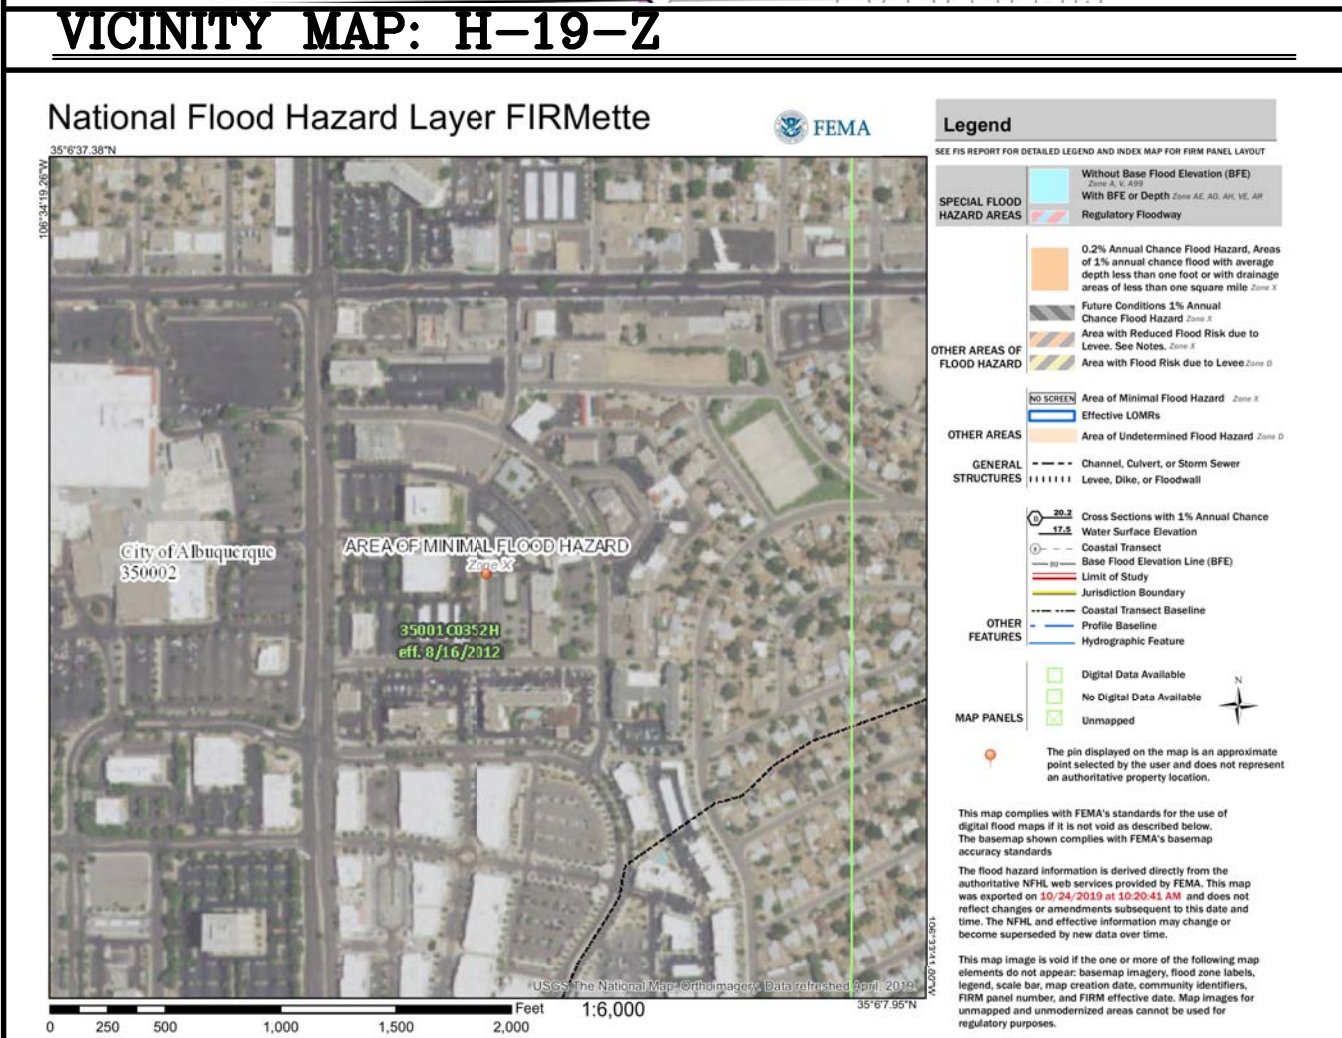 VICINITY MAP: H-19-Z
National Flood Hazard Layer FIRMette
FEMA
35°6'37.38"N
106°34'19.26"W
City of Albuquerque
350002
AREA OF MINIMAL FLOOD HAZARD
Zone X
35001C0352H
eff. 8/16/2012
USGS The National Map: Orthoimagery. Data refreshed April, 2019.
106°33'41.80"W
35°6'7.95"N
Feet
1:6,000
0 250 500 1,000 1,500 2,000
Legend
SEE FIS REPORT FOR DETAILED LEGEND AND INDEX MAP FOR FIRM PANEL LAYOUT
SPECIAL FLOOD
HAZARD AREAS
Without Base Flood Elevation (BFE)
Zone A, V, A99
With BFE or Depth Zone AE, AO, AH, VE, AR
Regulatory Floodway
OTHER AREAS OF
FLOOD HAZARD
0.2% Annual Chance Flood Hazard, Areas
of 1% annual chance flood with average
depth less than one foot or with drainage
areas of less than one square mile Zone X
Future Conditions 1% Annual
Chance Flood Hazard Zone X
Area with Reduced Flood Risk due to
Levee. See Notes. Zone X
Area with Flood Risk due to Levee Zone D
OTHER AREAS
NO SCREEN Area of Minimal Flood Hazard Zone X
Effective LOMRs
Area of Undetermined Flood Hazard Zone D
GENERAL
STRUCTURES
Channel, Culvert, or Storm Sewer
Levee, Dike, or Floodwall
OTHER
FEATURES
20.2 Cross Sections with 1% Annual Chance
17.5 Water Surface Elevation
Coastal Transect
Base Flood Elevation Line (BFE)
Limit of Study
Jurisdiction Boundary
Coastal Transect Baseline
Profile Baseline
Hydrographic Feature
MAP PANELS
Digital Data Available
No Digital Data Available
Unmapped
N
The pin displayed on the map is an approximate
point selected by the user and does not represent
an authoritative property location.
This map complies with FEMA's standards for the use of
digital flood maps if it is not void as described below.
The basemap shown complies with FEMA's basemap
accuracy standards
The flood hazard information is derived directly from the
authoritative NFHL web services provided by FEMA. This map
was exported on 10/24/2019 at 10:20:41 AM and does not
reflect changes or amendments subsequent to this date and
time. The NFHL and effective information may change or
become superseded by new data over time.
This map image is void if the one or more of the following map
elements do not appear: basemap imagery, flood zone labels,
legend, scale bar, map creation date, community identifiers,
FIRM panel number, and FIRM effective date. Map images for
unmapped and unmodernized areas cannot be used for
regulatory purposes.